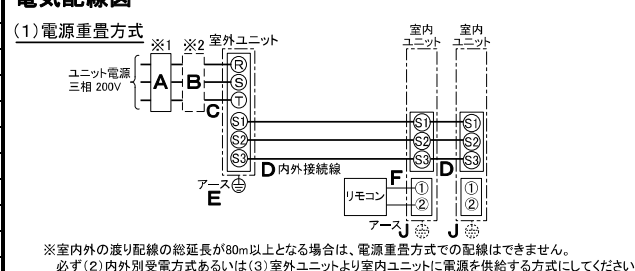 電気配線図
(1)電源重畳方式
※1 ※2 室外ユニット 室内ユニット 室内ユニット
ユニット電源
三相 200V
A B
R
S
T
C
S1 S1 S1
S2 S2 S2
S3 S3 S3
D 内外接続線 D
アース
E
F
リモコン
① ①
② ②
アース J J
※室内外の渡り配線の総延長が80m以上となる場合は、電源重畳方式での配線はできません。
必ず(2)内外別受電方式あるいは(3)室外ユニットより室内ユニットに電源を供給する方式にしてください